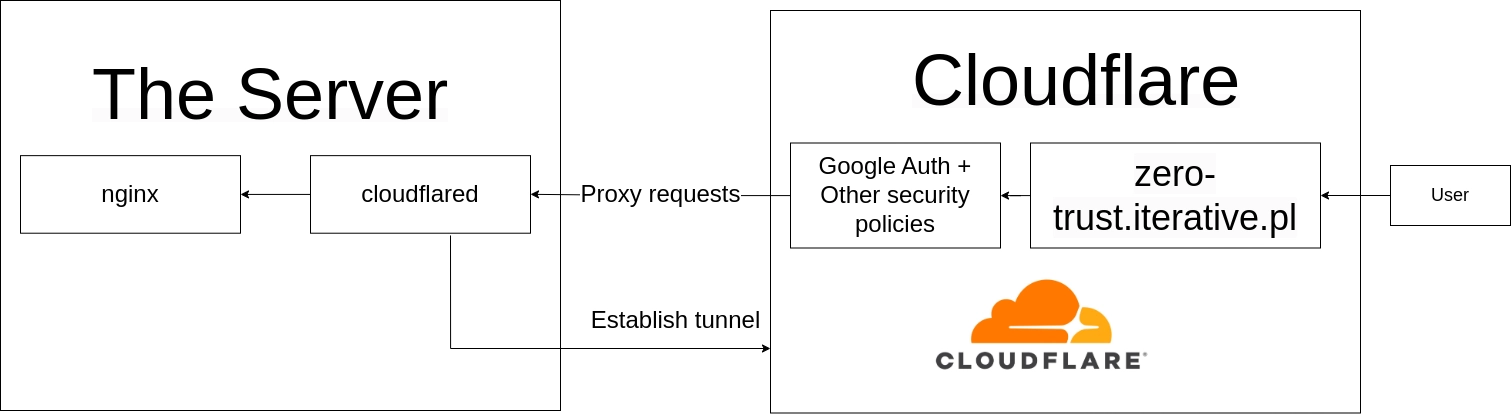 The Server
Cloudflare
nginx
cloudflared
Proxy requests
Google Auth +
Other security
policies
zero-
trust.iterative.pl
User
Establish tunnel
CLOUDFLARE